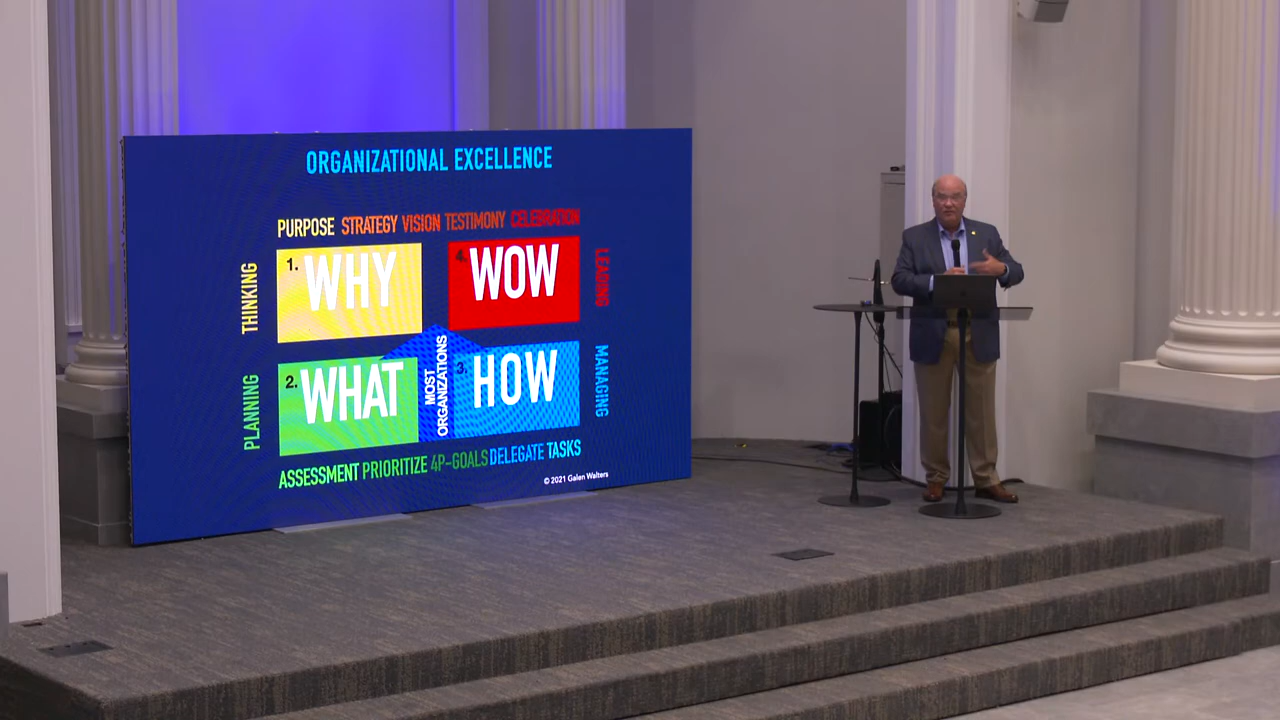 ORGANIZATIONAL EXCELLENCE
PURPOSE STRATEGY VISION TESTIMONY CELEBRATION
THINKING
1. WHY
4. WOW
LEADING
PLANNING
2. WHAT
MOST
ORGANIZATIONS
3. HOW
MANAGING
ASSESSMENT PRIORITIZE 4P-GOALS DELEGATE TASKS
© 2021 Galen Walters